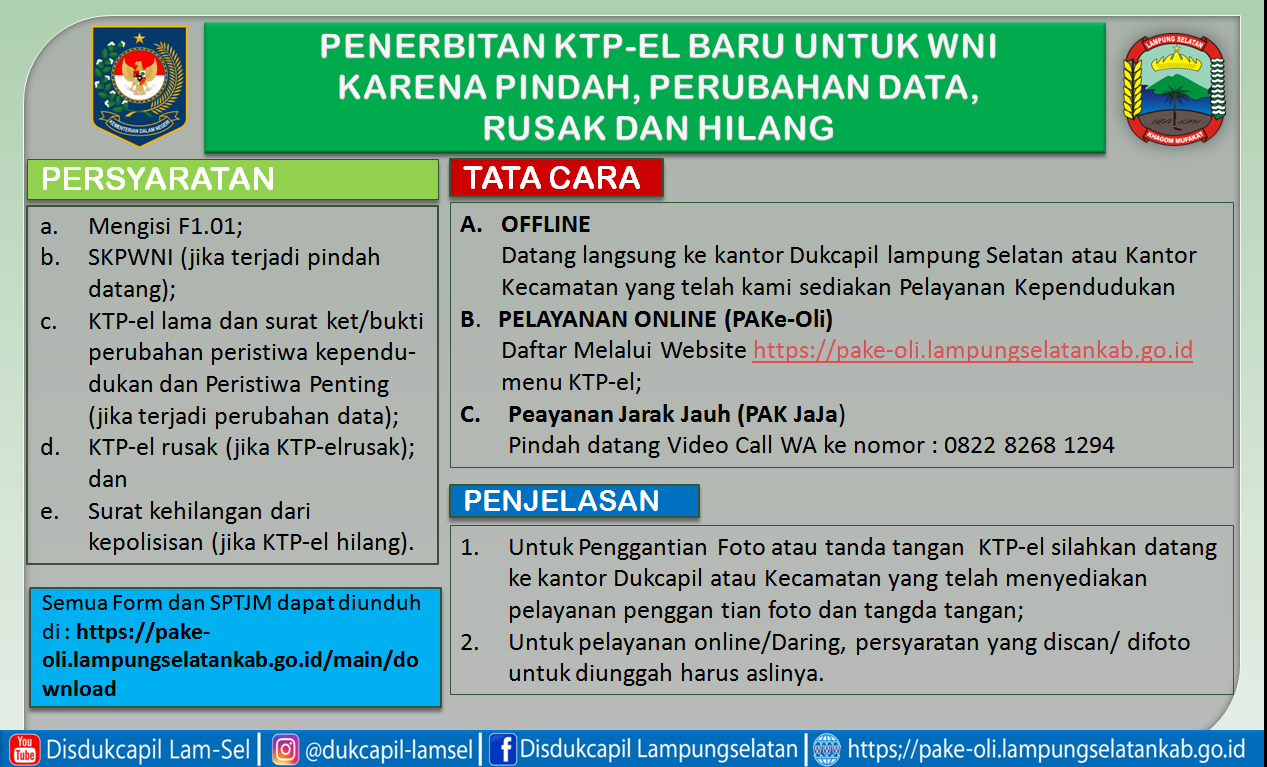 PENERBITAN KTP-EL BARU UNTUK WNI
KARENA PINDAH, PERUBAHAN DATA,
RUSAK DAN HILANG
KEMENTERIAN DALAM NEGERI
LAMPUNG SELATAN
KHAGOM MUFAKAT
PERSYARATAN
a. Mengisi F1.01;
b. SKPWNI (jika terjadi pindah
datang);
c. KTP-el lama dan surat ket/bukti
perubahan peristiwa kependu-
dukan dan Peristiwa Penting
(jika terjadi perubahan data);
d. KTP-el rusak (jika KTP-elrusak);
dan
e. Surat kehilangan dari
kepolisisan (jika KTP-el hilang).
Semua Form dan SPTJM dapat diunduh
di : https://pake-
oli.lampungselatankab.go.id/main/do
wnload
TATA CARA
A. OFFLINE
Datang langsung ke kantor Dukcapil lampung Selatan atau Kantor
Kecamatan yang telah kami sediakan Pelayanan Kependudukan
B. PELAYANAN ONLINE (PAKe-Oli)
Daftar Melalui Website https://pake-oli.lampungselatankab.go.id
menu KTP-el;
C. Peayanan Jarak Jauh (PAK JaJa)
Pindah datang Video Call WA ke nomor : 0822 8268 1294
PENJELASAN
1. Untuk Penggantian Foto atau tanda tangan KTP-el silahkan datang
ke kantor Dukcapil atau Kecamatan yang telah menyediakan
pelayanan penggan tian foto dan tangda tangan;
2. Untuk pelayanan online/Daring, persyaratan yang discan/ difoto
untuk diunggah harus aslinya.
You Tube Disdukcapil Lam-Sel | @dukcapil-lamsel | Disdukcapil Lampungselatan | https;/pake-oli.lampungselatankab.go.id